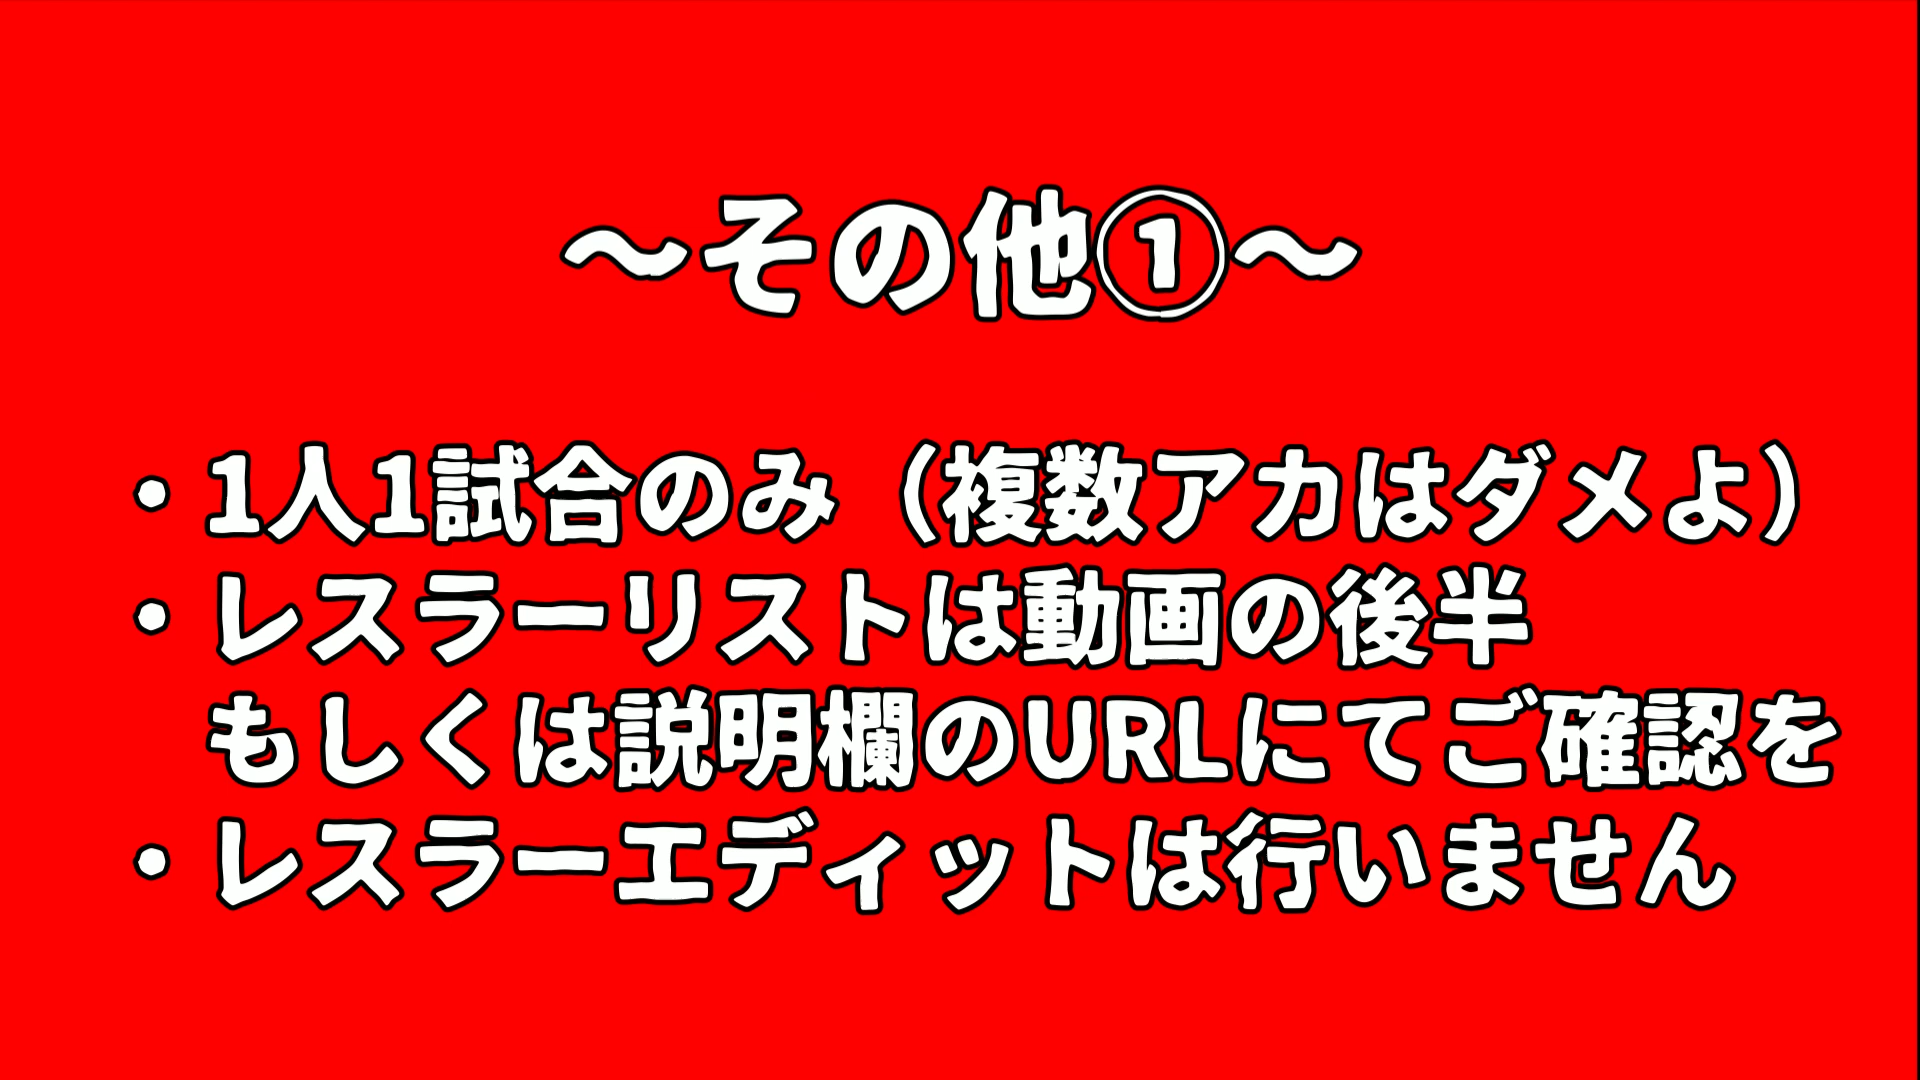 ～その他①～
・1人1試合のみ（複数アカはダメよ）
・レスラーリストは動画の後半
もしくは説明欄のURLにてご確認を
・レスラーエディットは行いません